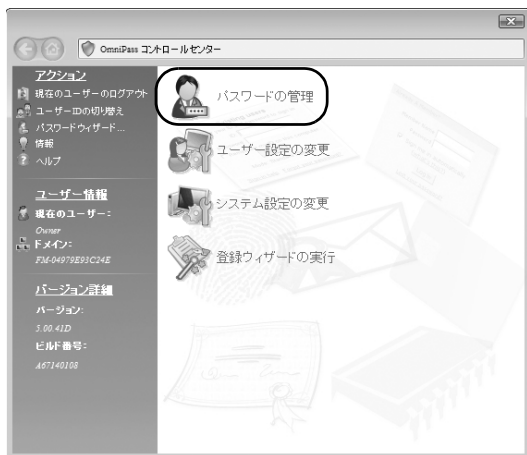 OmniPass コントロールセンター
アクション
現在のユーザーのログアウト
ユーザーIDの切り替え
パスワードウィザード...
情報
ヘルプ
ユーザー情報
現在のユーザー:
Owner
ドメイン:
FM-04979E93C24E
バージョン詳細
バージョン:
5.00.41D
ビルド番号:
A67140108
パスワードの管理
ユーザー設定の変更
システム設定の変更
登録ウィザードの実行